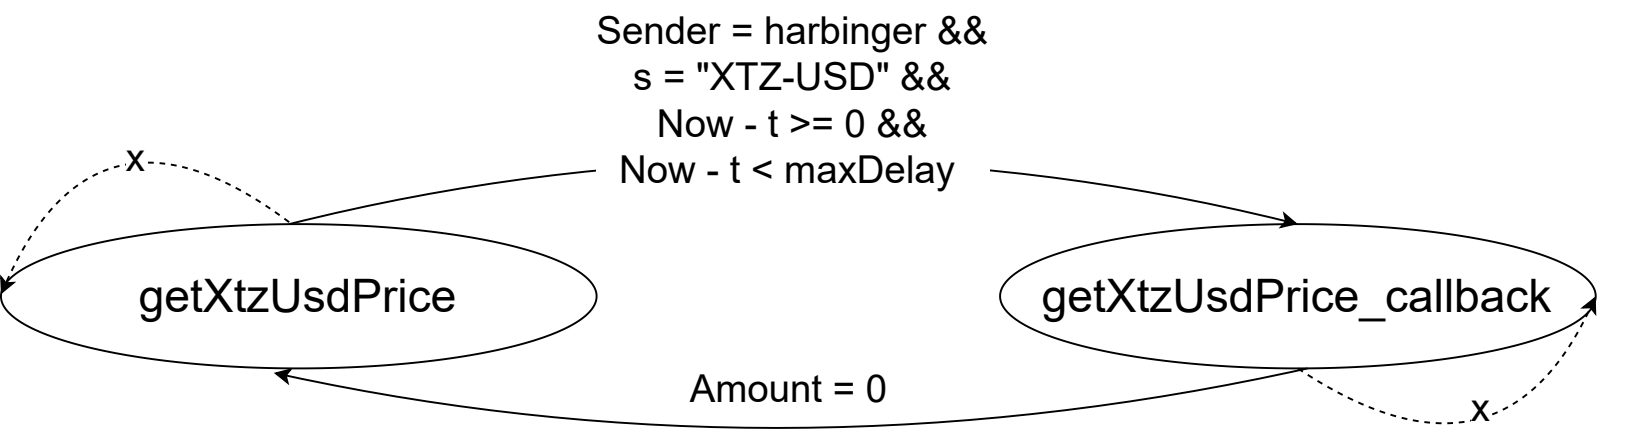 Sender = harbinger &&
s = "XTZ-USD" &&
Now - t >= 0 &&
Now - t < maxDelay
x
getXtzUsdPrice
getXtzUsdPrice_callback
Amount = 0
x